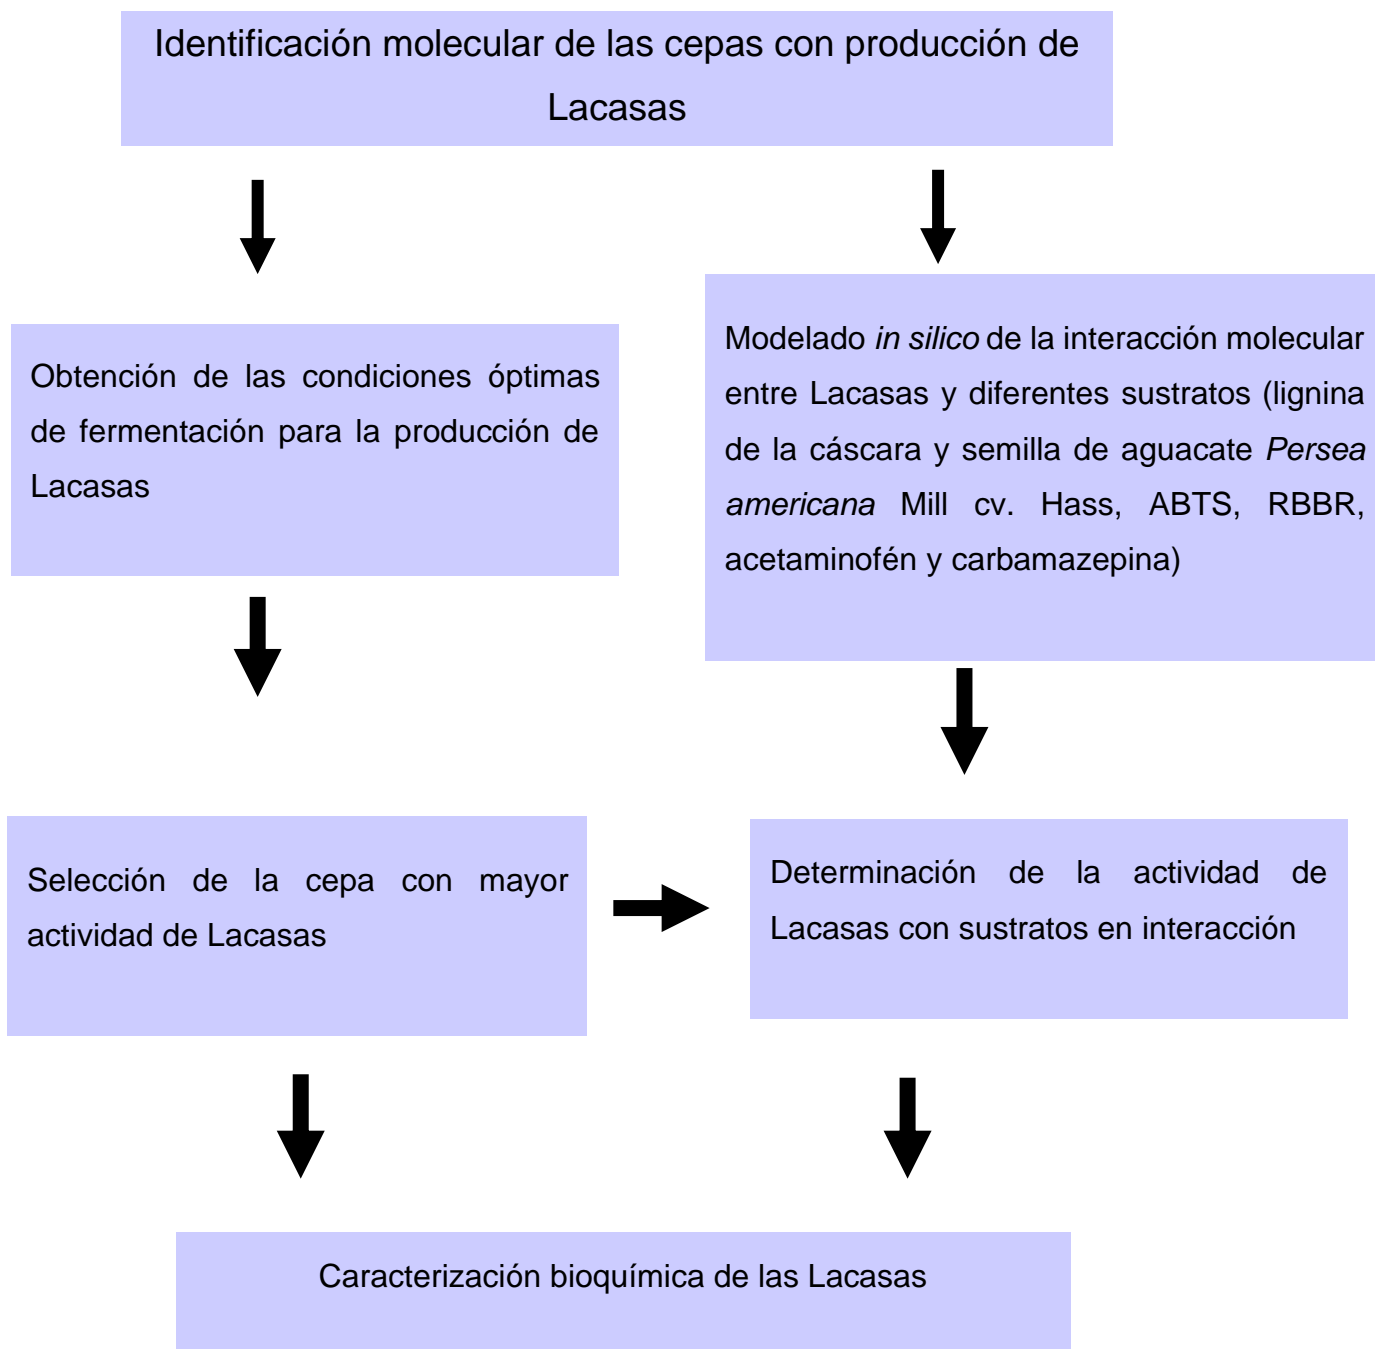 Identificación molecular de las cepas con producción de
Lacasas
Obtención de las condiciones óptimas
de fermentación para la producción de
Lacasas
Modelado in silico de la interacción molecular
entre Lacasas y diferentes sustratos (lignina
de la cáscara y semilla de aguacate Persea
americana Mill cv. Hass, ABTS, RBBR,
acetaminofén y carbamazepina)
Selección de la cepa con mayor
actividad de Lacasas
Determinación de la actividad de
Lacasas con sustratos en interacción
Caracterización bioquímica de las Lacasas